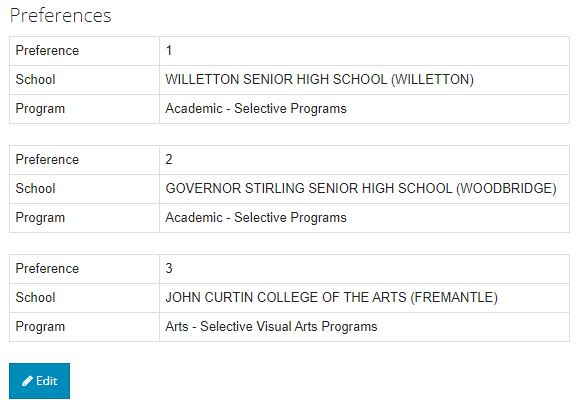 Preferences
Preference 1
School WILLETTON SENIOR HIGH SCHOOL (WILLETTON)
Program Academic - Selective Programs
Preference 2
School GOVERNOR STIRLING SENIOR HIGH SCHOOL (WOODBRIDGE)
Program Academic - Selective Programs
Preference 3
School JOHN CURTIN COLLEGE OF THE ARTS (FREMANTLE)
Program Arts - Selective Visual Arts Programs
Edit